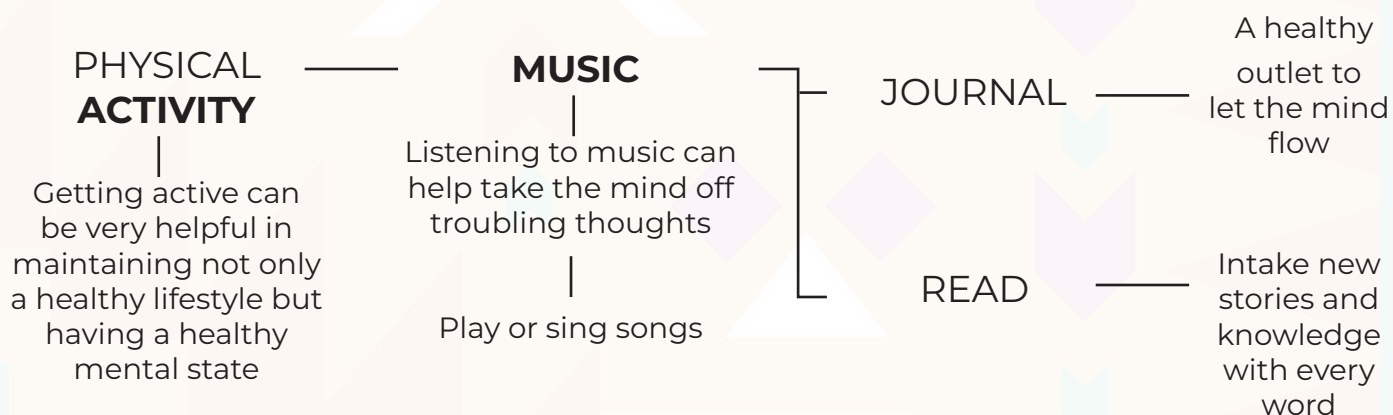 PHYSICAL
ACTIVITY
Getting active can
be very helpful in
maintaining not only
a healthy lifestyle but
having a healthy
mental state
MUSIC
Listening to music can
help take the mind off
troubling thoughts
Play or sing songs
JOURNAL
A healthy
outlet to
let the mind
flow
READ
Intake new
stories and
knowledge
with every
word